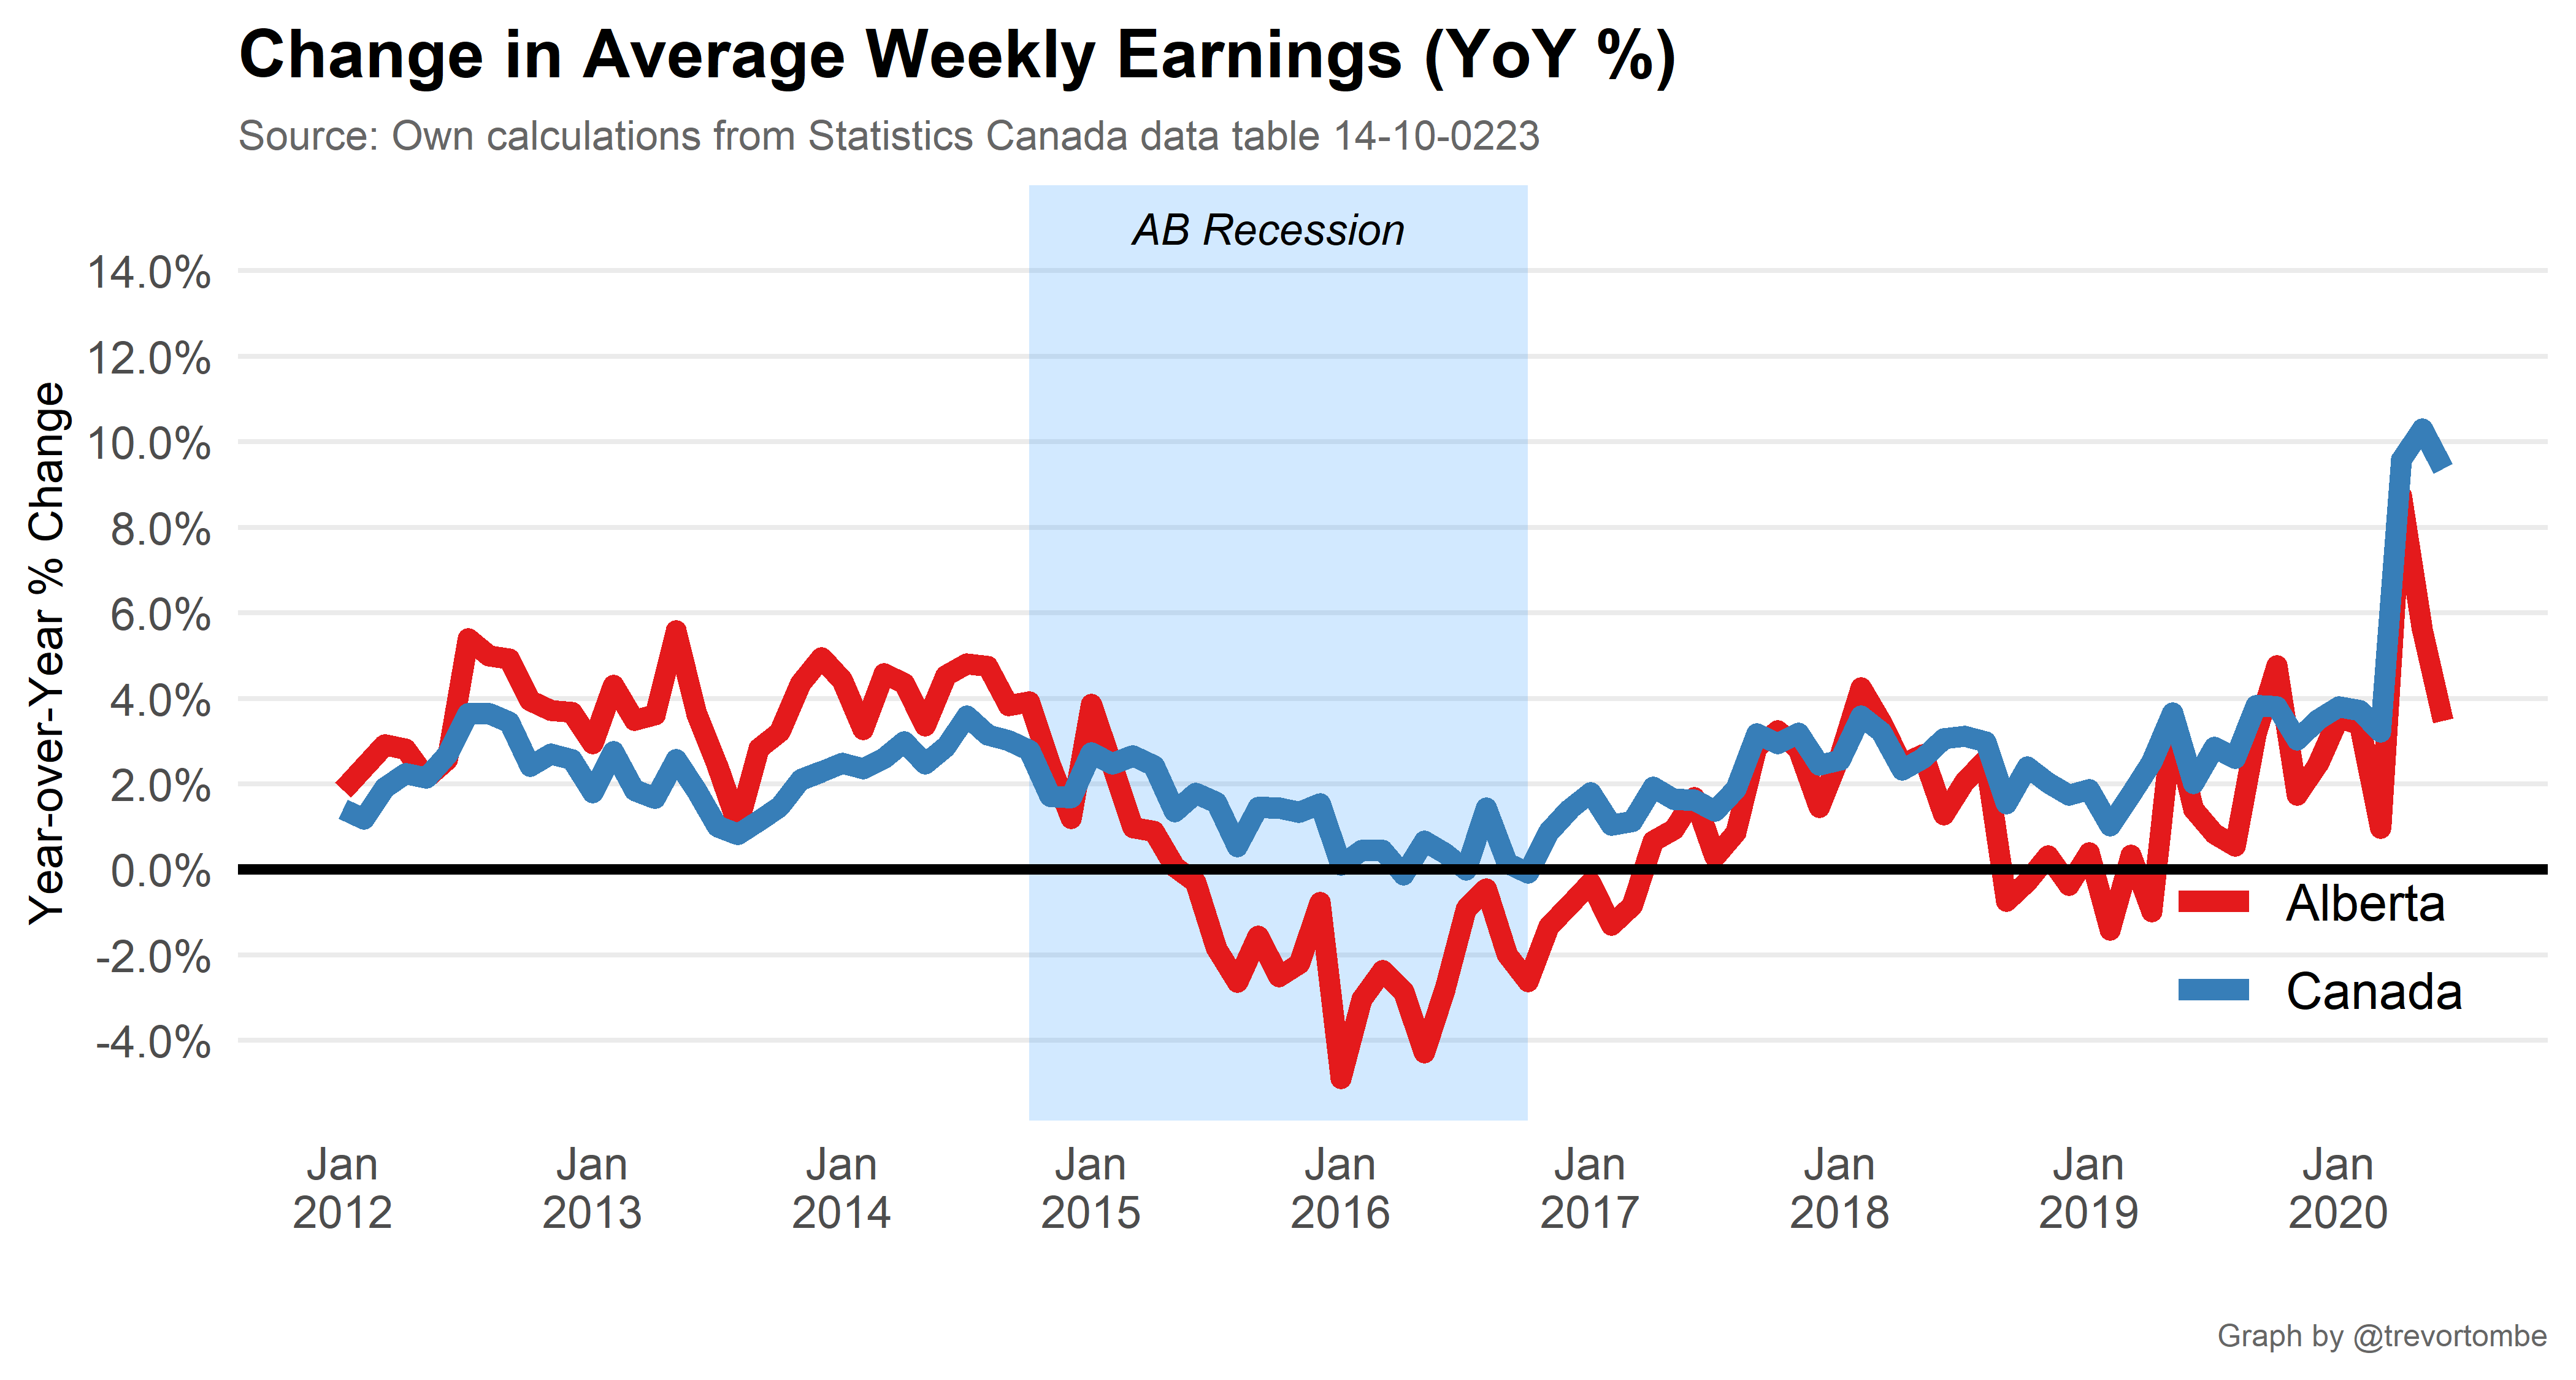 Change in Average Weekly Earnings (YoY %)
Source: Own calculations from Statistics Canada data table 14-10-0223
AB Recession
Year-over-Year % Change
14.0%
12.0%
10.0%
8.0%
6.0%
4.0%
2.0%
0.0%
-2.0%
-4.0%
Alberta
Canada
Jan
2012
Jan
2013
Jan
2014
Jan
2015
Jan
2016
Jan
2017
Jan
2018
Jan
2019
Jan
2020
Graph by @trevortombe